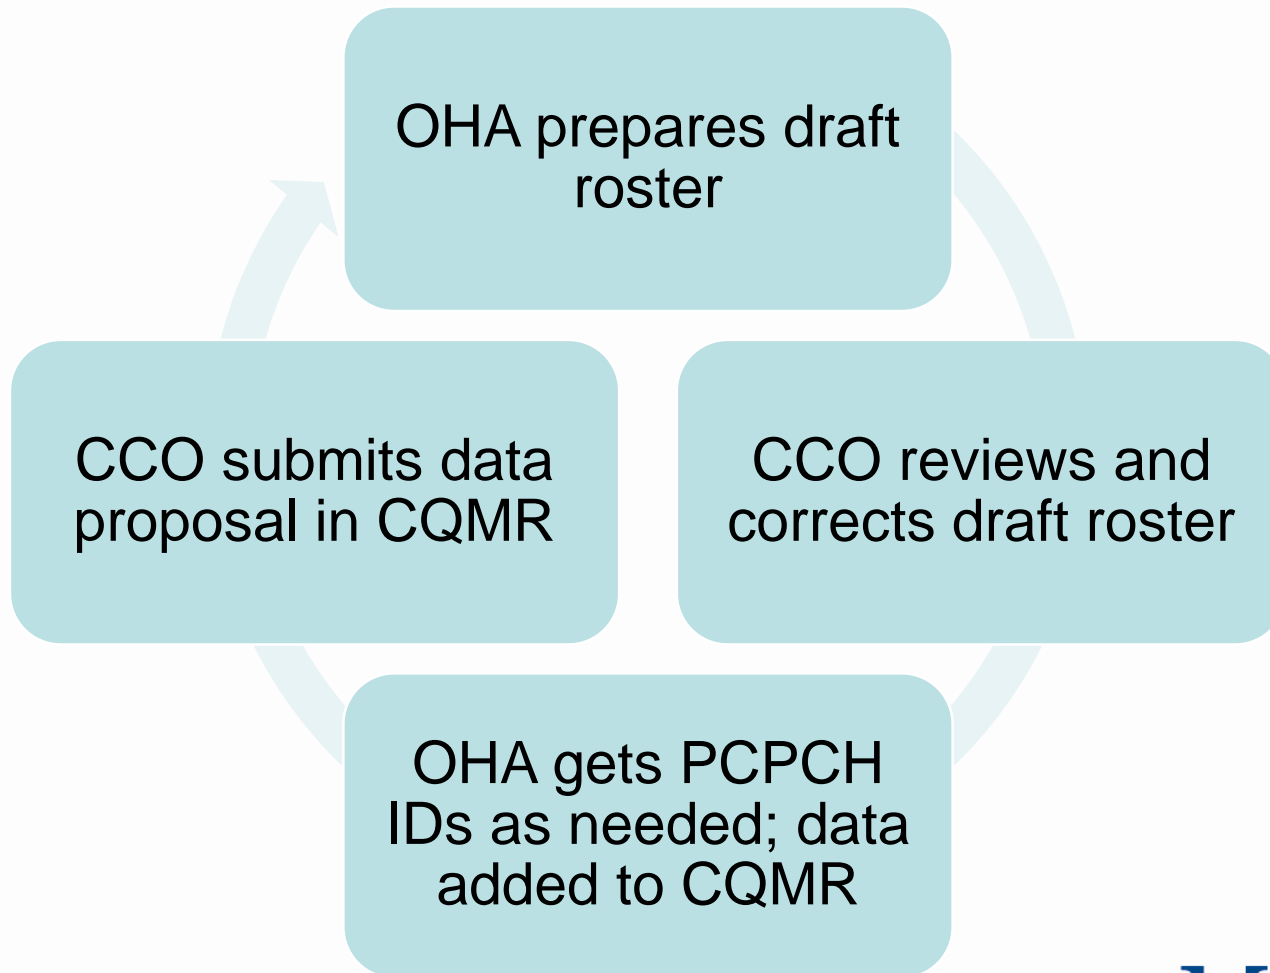 OHA prepares draft
roster
CCO reviews and
corrects draft roster
OHA gets PCPCH
IDs as needed; data
added to CQMR
CCO submits data
proposal in CQMR